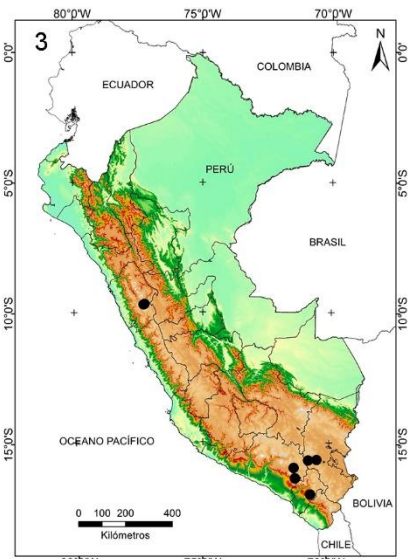 80°0'W 75°0'W 70°0'W
3
N
0°0' 0°0'
COLOMBIA
ECUADOR
PERÚ
5°0'S 5°0'S
BRASIL
10°0'S 10°0'S
OCEANO PACÍFICO
15°0'S 15°0'S
BOLIVIA
0 100 200 400
Kilómetros
CHILE